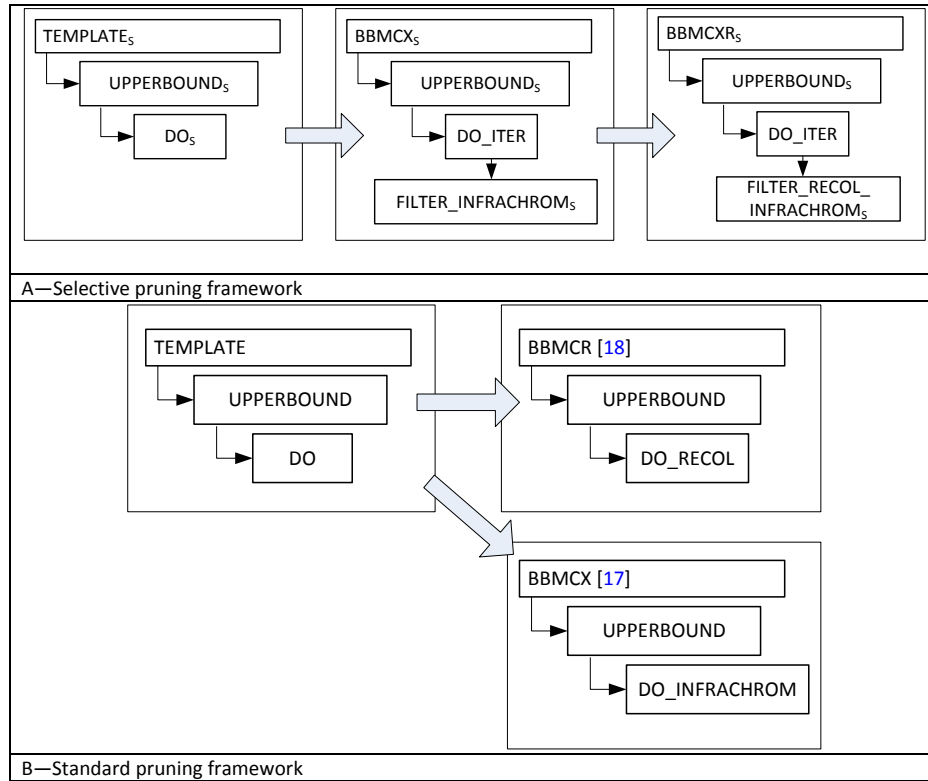 TEMPLATEs
UPPERBOUNDs
DOs
BBMCXs
UPPERBOUNDs
DO_ITER
FILTER_INFRACHROMs
BBMCXRs
UPPERBOUNDs
DO_ITER
FILTER_RECOL_
INFRACHROMs
A—Selective pruning framework
TEMPLATE
UPPERBOUND
DO
BBMCR [18]
UPPERBOUND
DO_RECOL
BBMCX [17]
UPPERBOUND
DO_INFRACHROM
B—Standard pruning framework